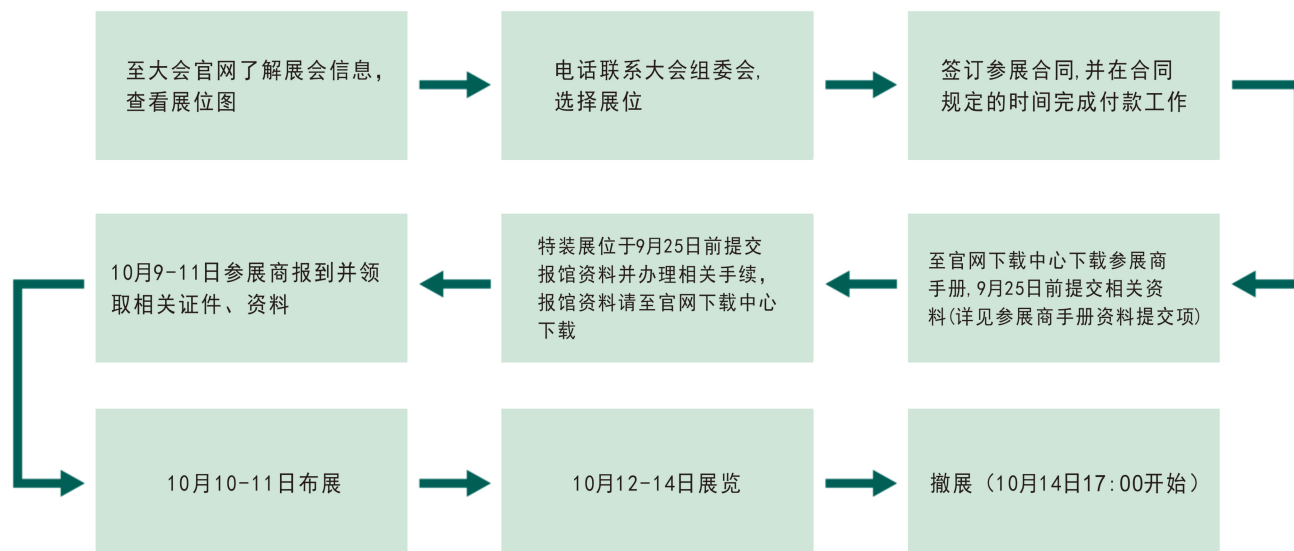 至大会官网了解展会信息，
查看展位图
电话联系大会组委会,
选择展位
签订参展合同,并在合同
规定的时间完成付款工作
至官网下载中心下载参展商
手册,9月25日前提交相关资
料(详见参展商手册资料提交项)
特装展位于9月25日前提交
报馆资料并办理相关手续，
报馆资料请至官网下载中心
下载
10月9-11日参展商报到并领
取相关证件、资料
10月10-11日布展
10月12-14日展览
撤展（10月14日17:00开始）